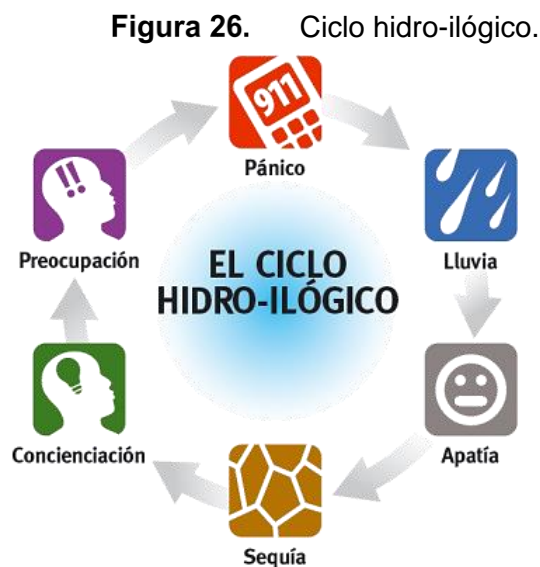 Figura 26. Ciclo hidro-ilógico.
911
Pánico
!!
Preocupación
EL CICLO
HIDRO-ILÓGICO
Lluvia
Concienciación
Apatía
Sequía